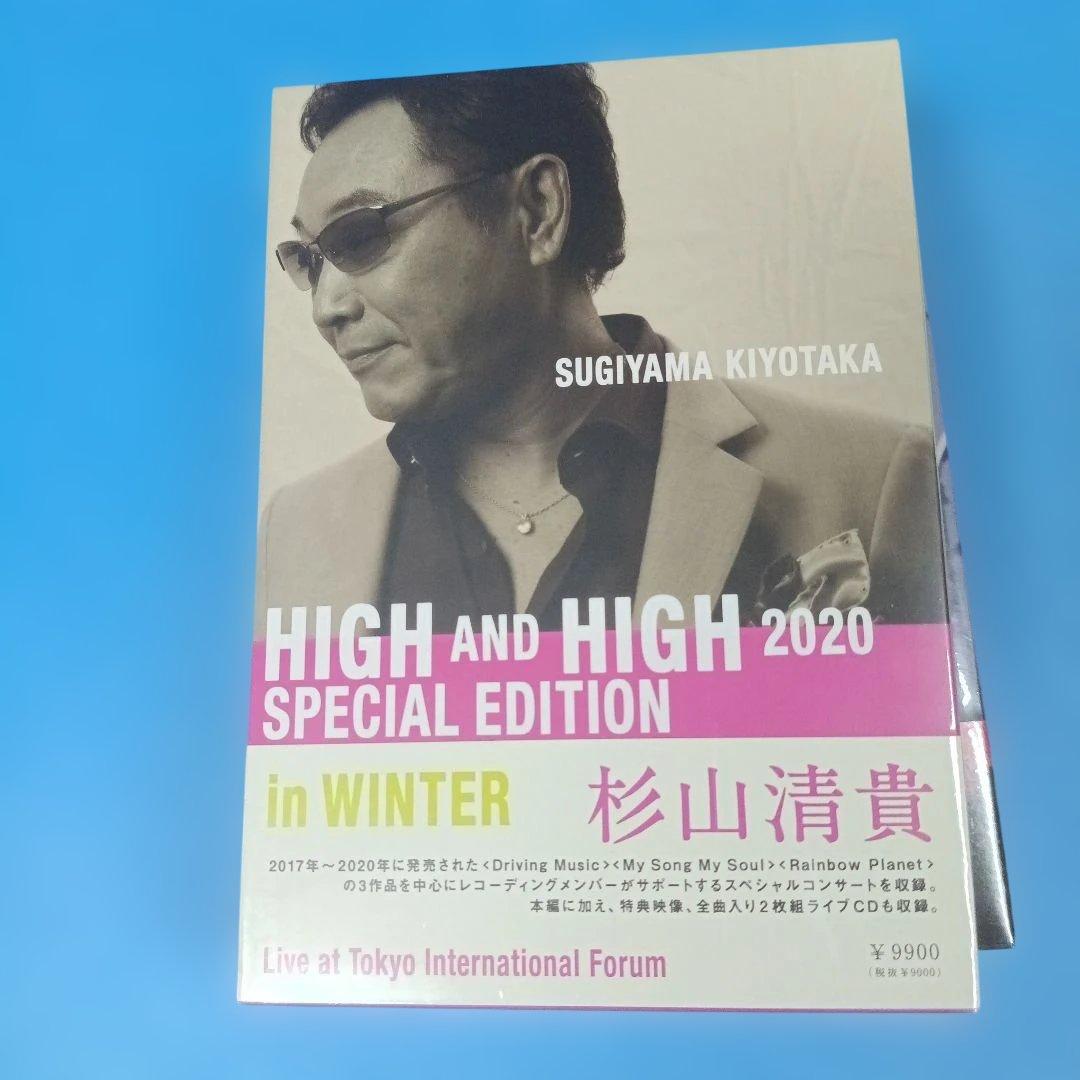 SUGIYAMA KIYOTAKA
HIGH AND HIGH 2020
SPECIAL EDITION
in WINTER
杉山清貴
2017年～2020年に発売された<Driving Music><My Song My Soul><Rainbow Planet>
の3作品を中心にレコーディングメンバーがサポートするスペシャルコンサートを収録。
本編に加え、特典映像、全曲入り2枚組ライブCDも収録。
Live at Tokyo International Forum
￥9900
(税抜￥9000)